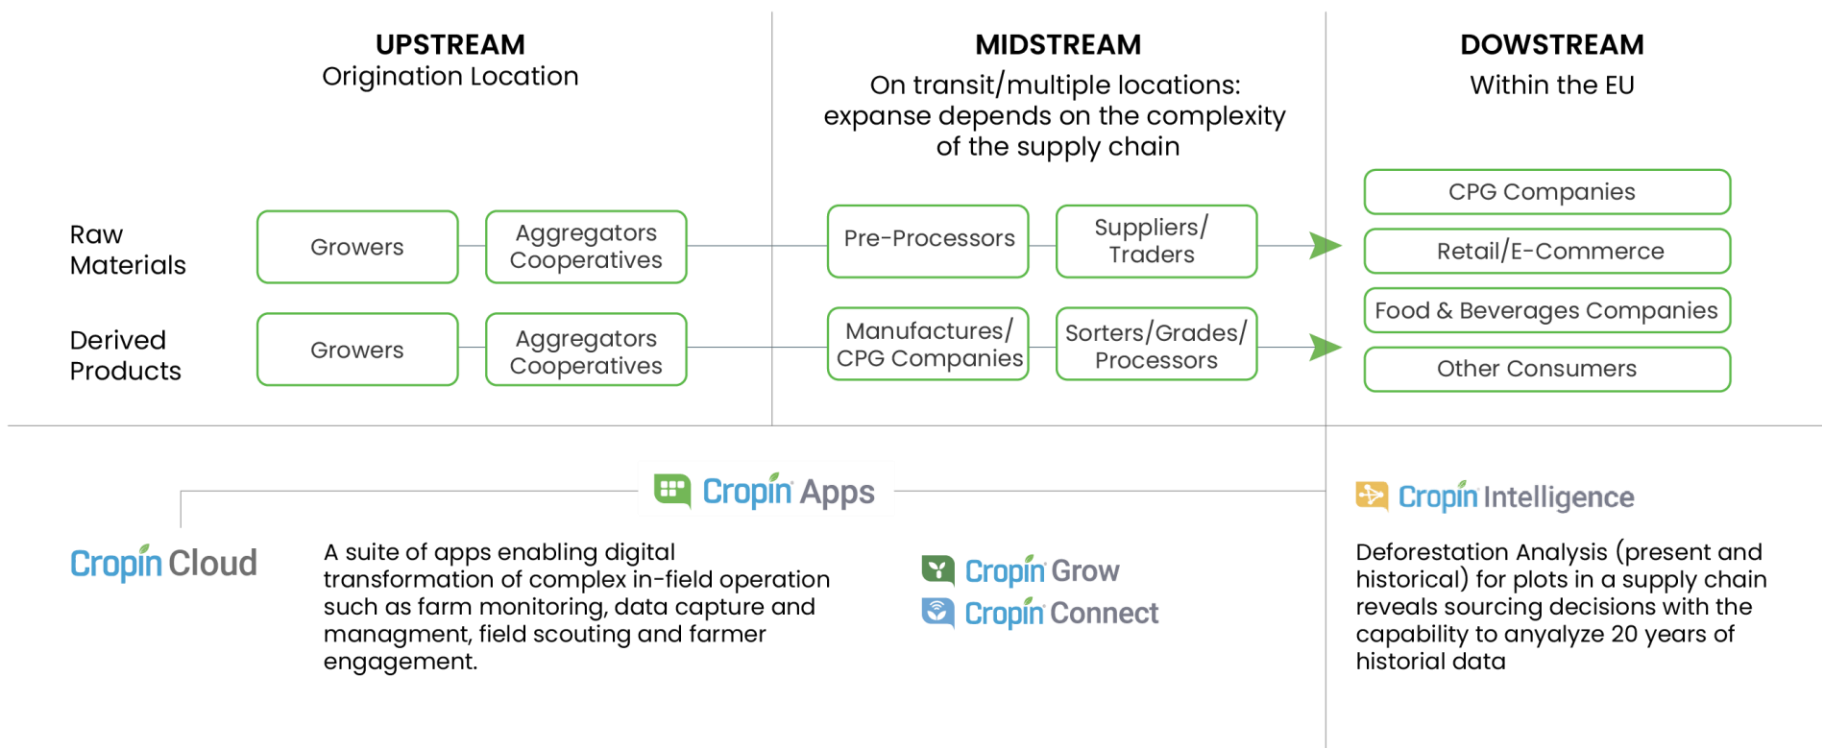 UPSTREAM
Origination Location
MIDSTREAM
On transit/multiple locations:
expanse depends on the complexity
of the supply chain
DOWSTREAM
Within the EU
Raw
Materials
Growers
Aggregators
Cooperatives
Pre-Processors
Suppliers/
Traders
Derived
Products
Growers
Aggregators
Cooperatives
Manufactures/
CPG Companies
Sorters/Grades/
Processors
CPG Companies
Retail/E-Commerce
Food & Beverages Companies
Other Consumers
Cropin Apps
Cropin Cloud
A suite of apps enabling digital
transformation of complex in-field operation
such as farm monitoring, data capture and
managment, field scouting and farmer
engagement.
Cropin Grow
Cropin Connect
Cropin Intelligence
Deforestation Analysis (present and
historical) for plots in a supply chain
reveals sourcing decisions with the
capability to anyalyze 20 years of
historial data